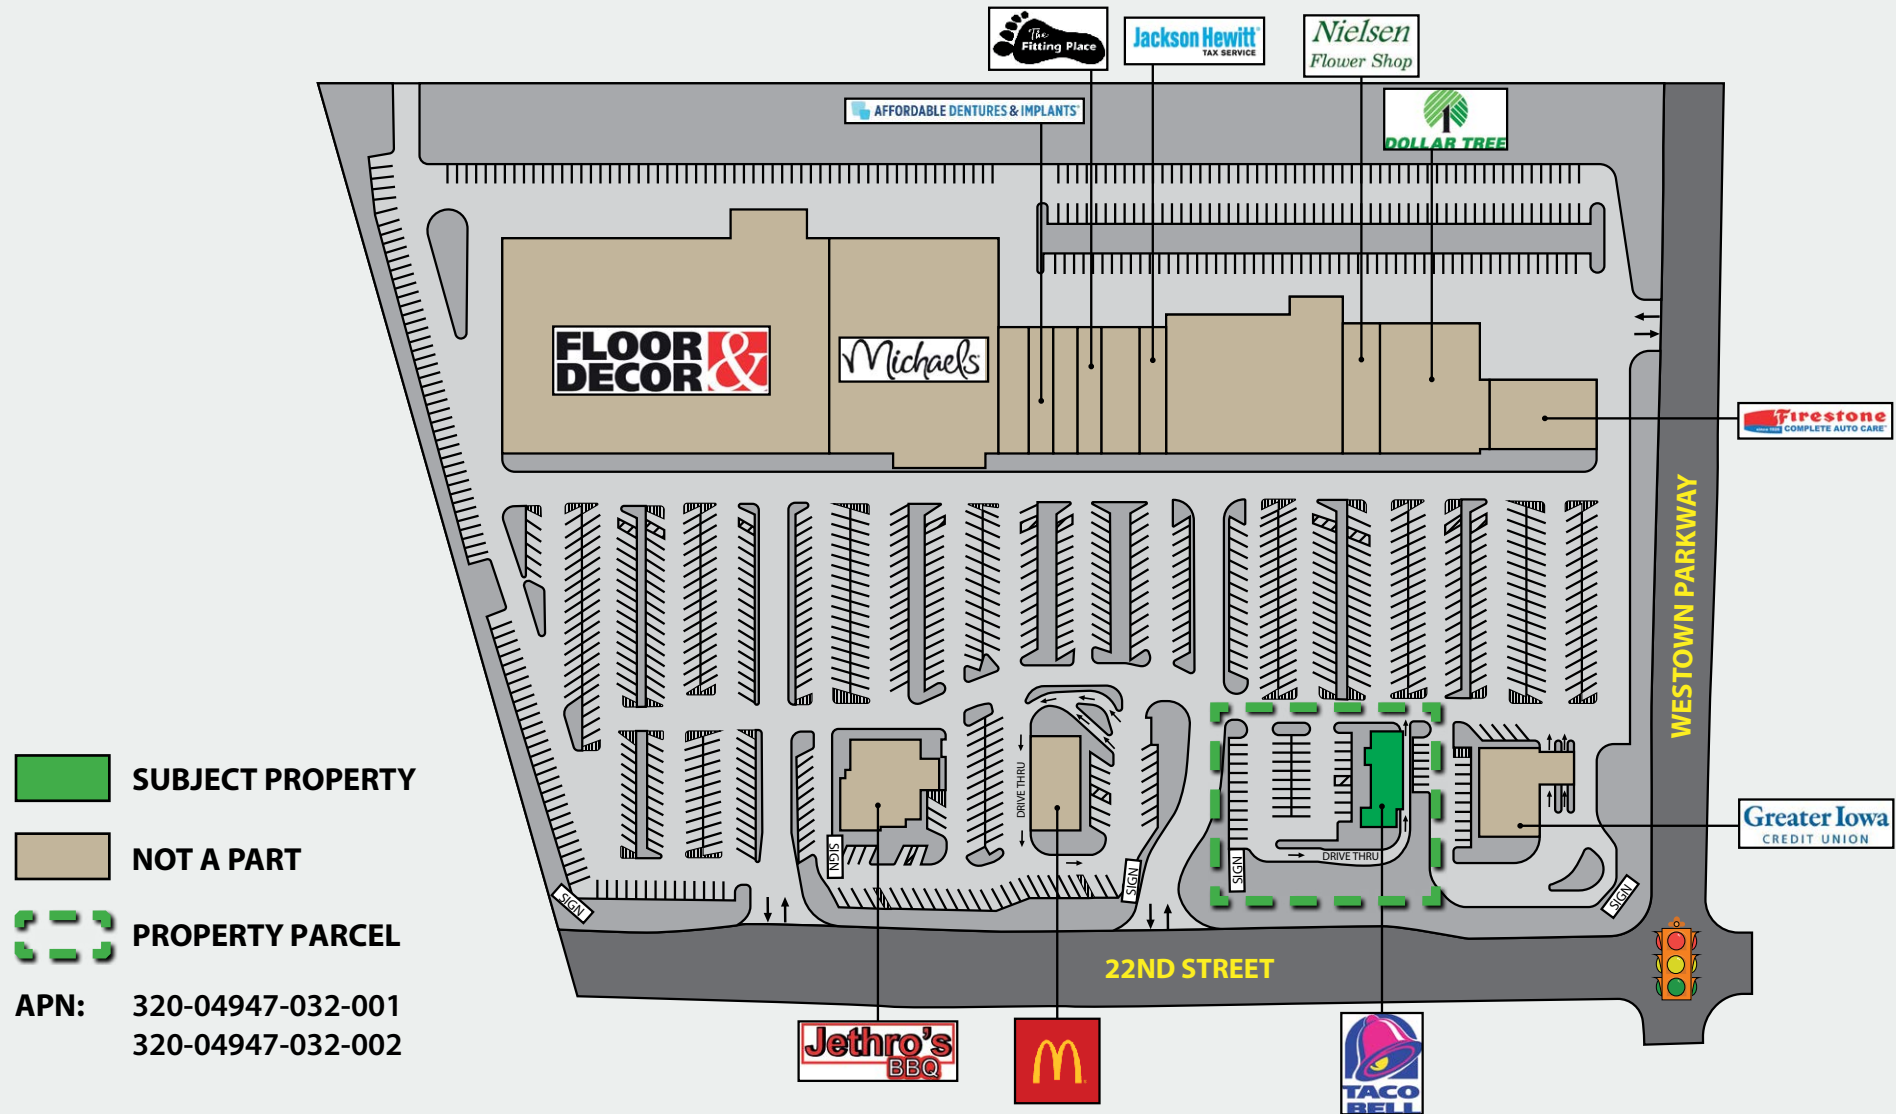 The
Fitting Place
Jackson Hewitt
TAX SERVICE
Nielsen
Flower Shop
AFFORDABLE DENTURES & IMPLANTS
DOLLAR TREE
FLOOR &
DECOR
Michaels
Firestone
since 1926 COMPLETE AUTO CARE
WESTOWN PARKWAY
SUBJECT PROPERTY
NOT A PART
PROPERTY PARCEL
APN: 320-04947-032-001
320-04947-032-002
DRIVE THRU
DRIVE THRU
SIGN
SIGN
SIGN
SIGN
SIGN
Greater Iowa
CREDIT UNION
22ND STREET
Jethro's
BBQ
M
TACO
BELL